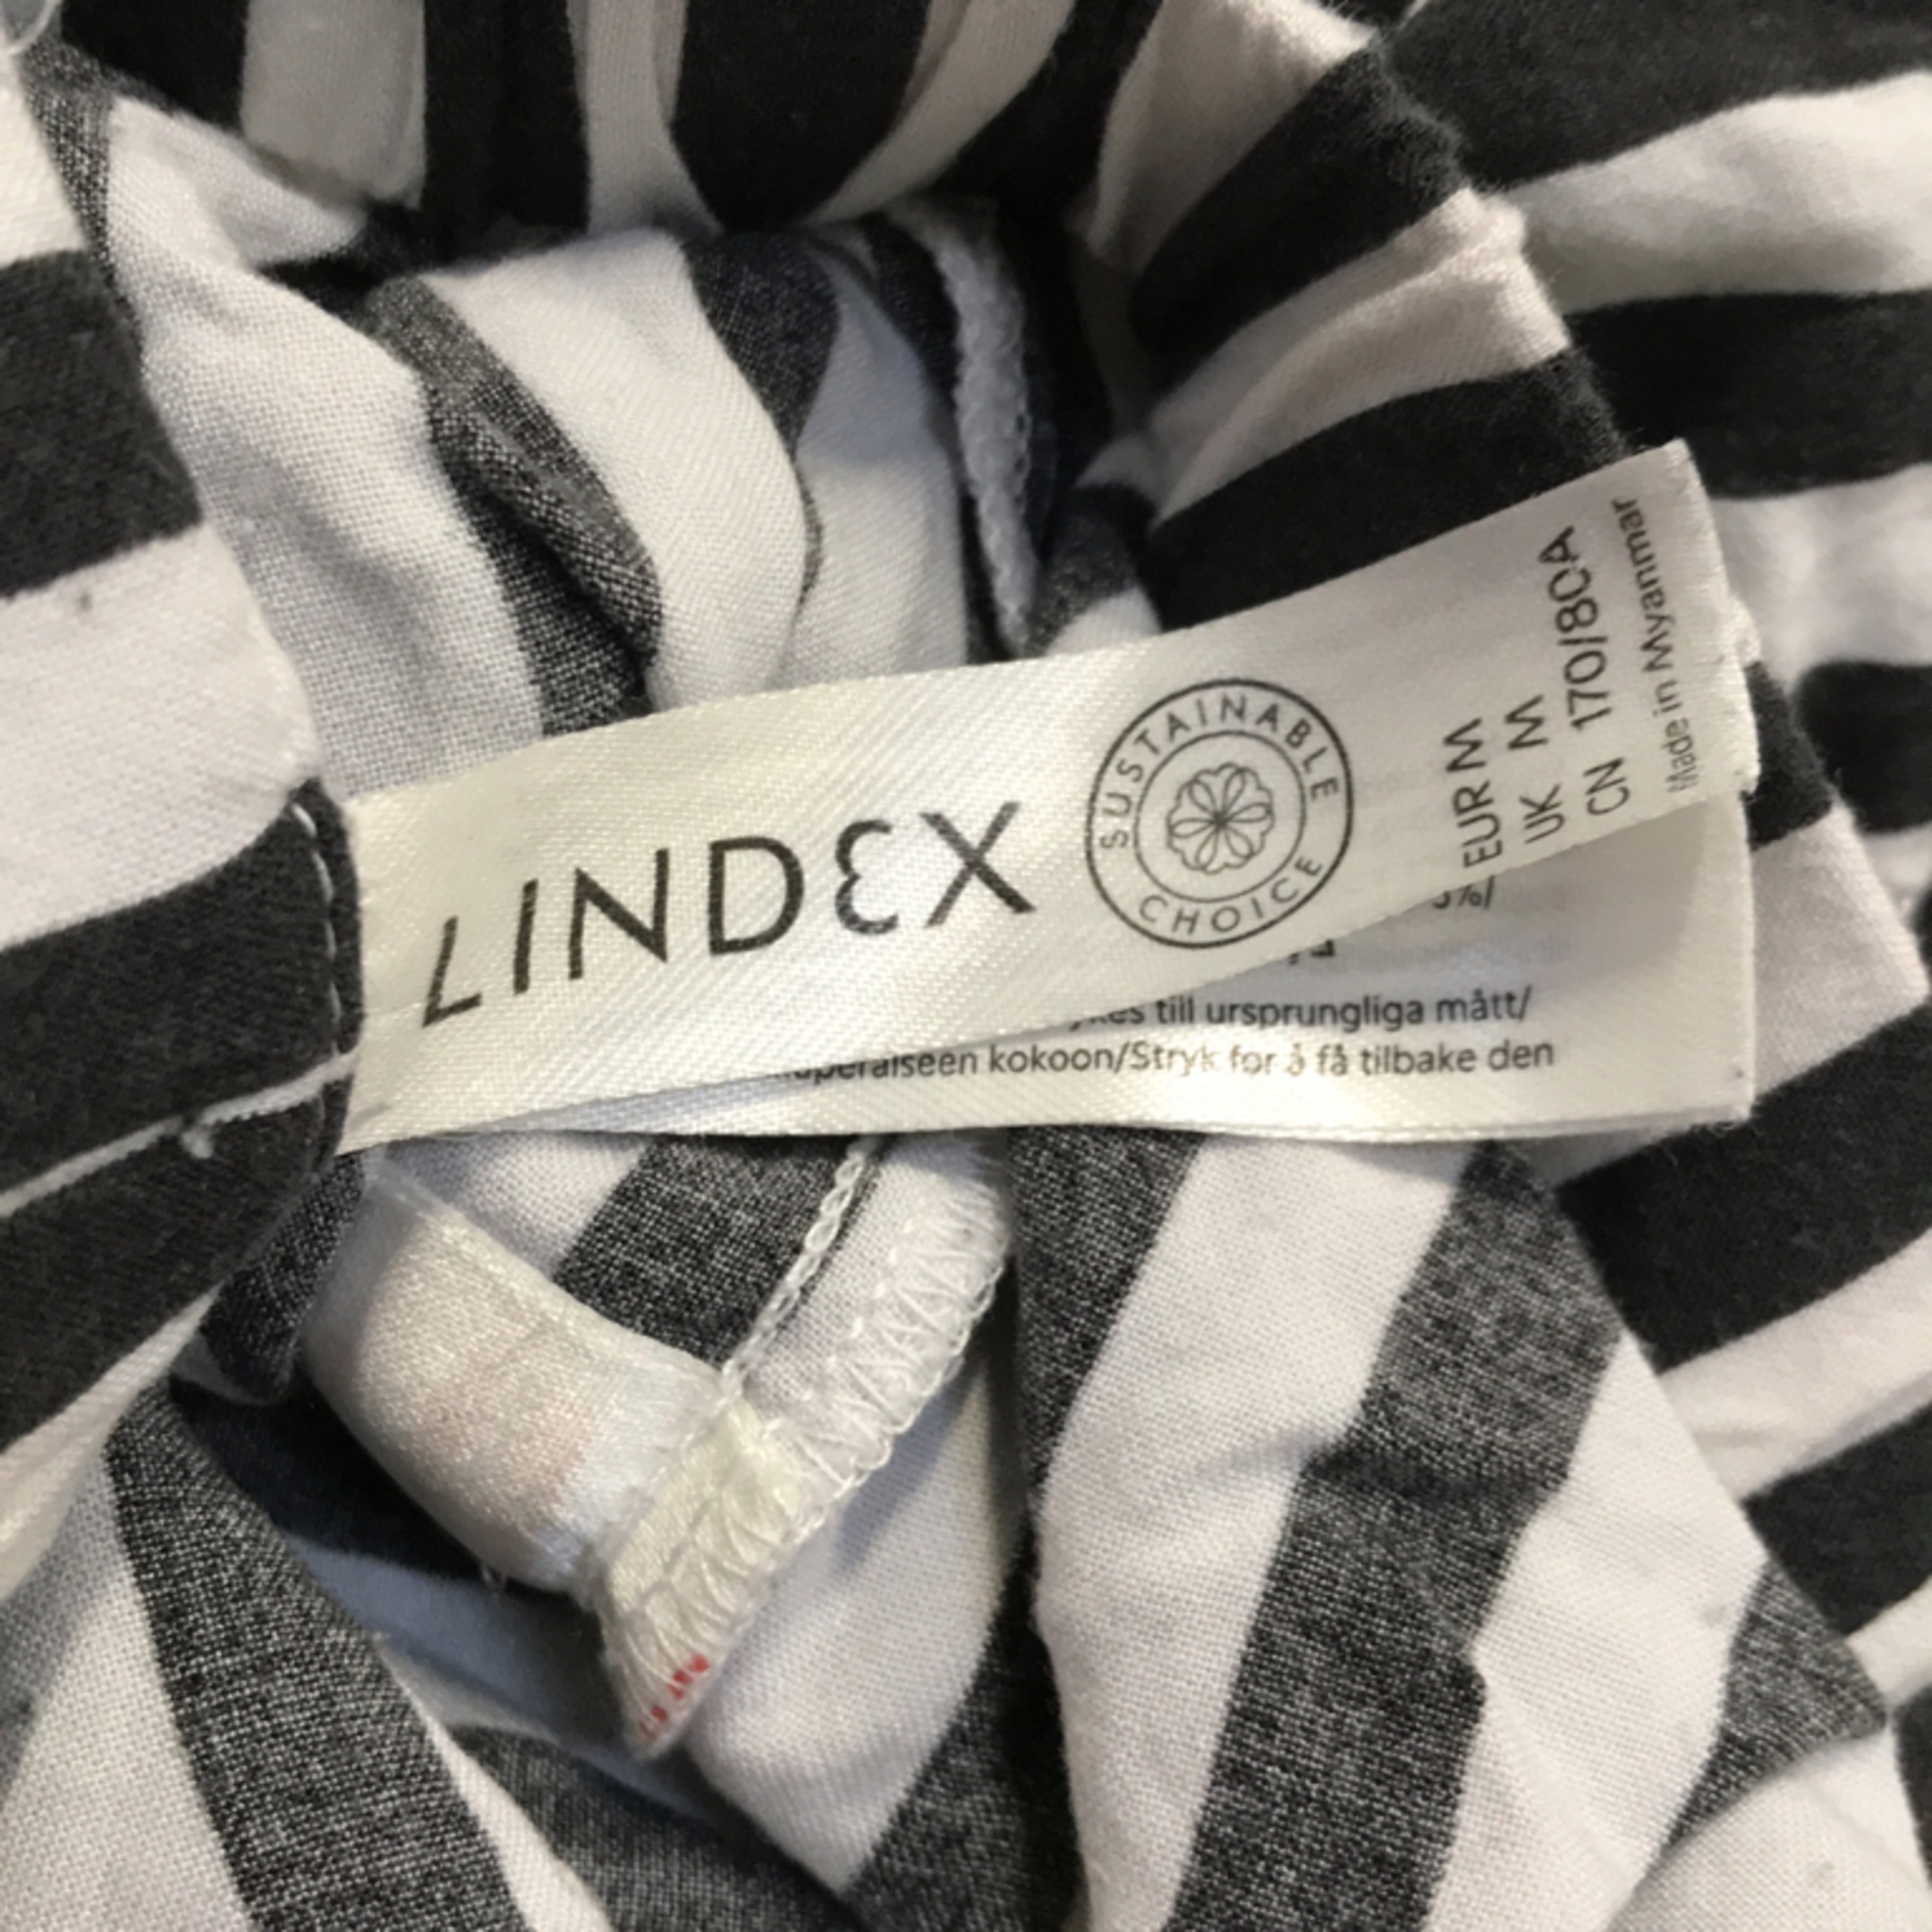 LINDEX
SUSTAINABLE CHOICE
EUR M
UK M
CN 170/80A
Made in Myanmar
%/
till ursprungliga mått/
kokoon/Stryk for å få tilbake den